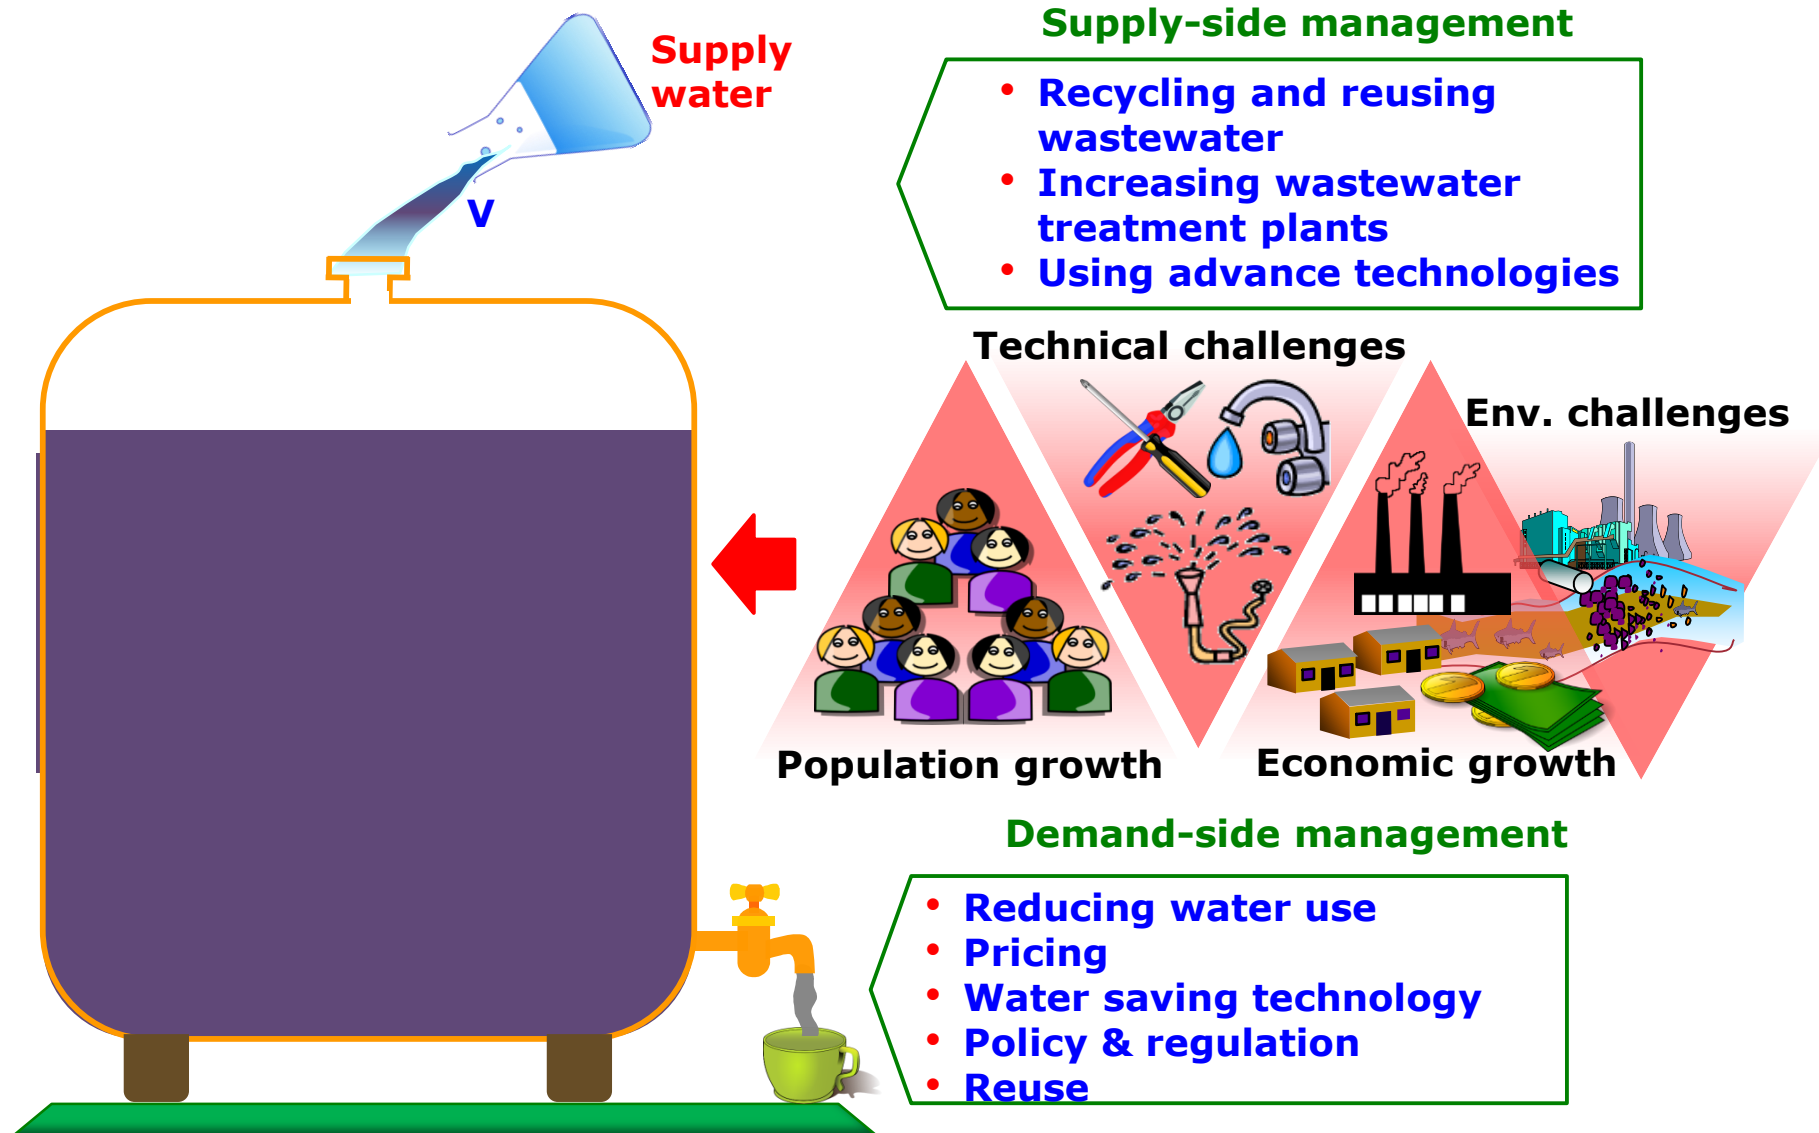 Supply-side management
Supply
water
V
• Recycling and reusing
wastewater
• Increasing wastewater
treatment plants
• Using advance technologies
Technical challenges
Env. challenges
Population growth
Economic growth
Demand-side management
• Reducing water use
• Pricing
• Water saving technology
• Policy & regulation
• Reuse